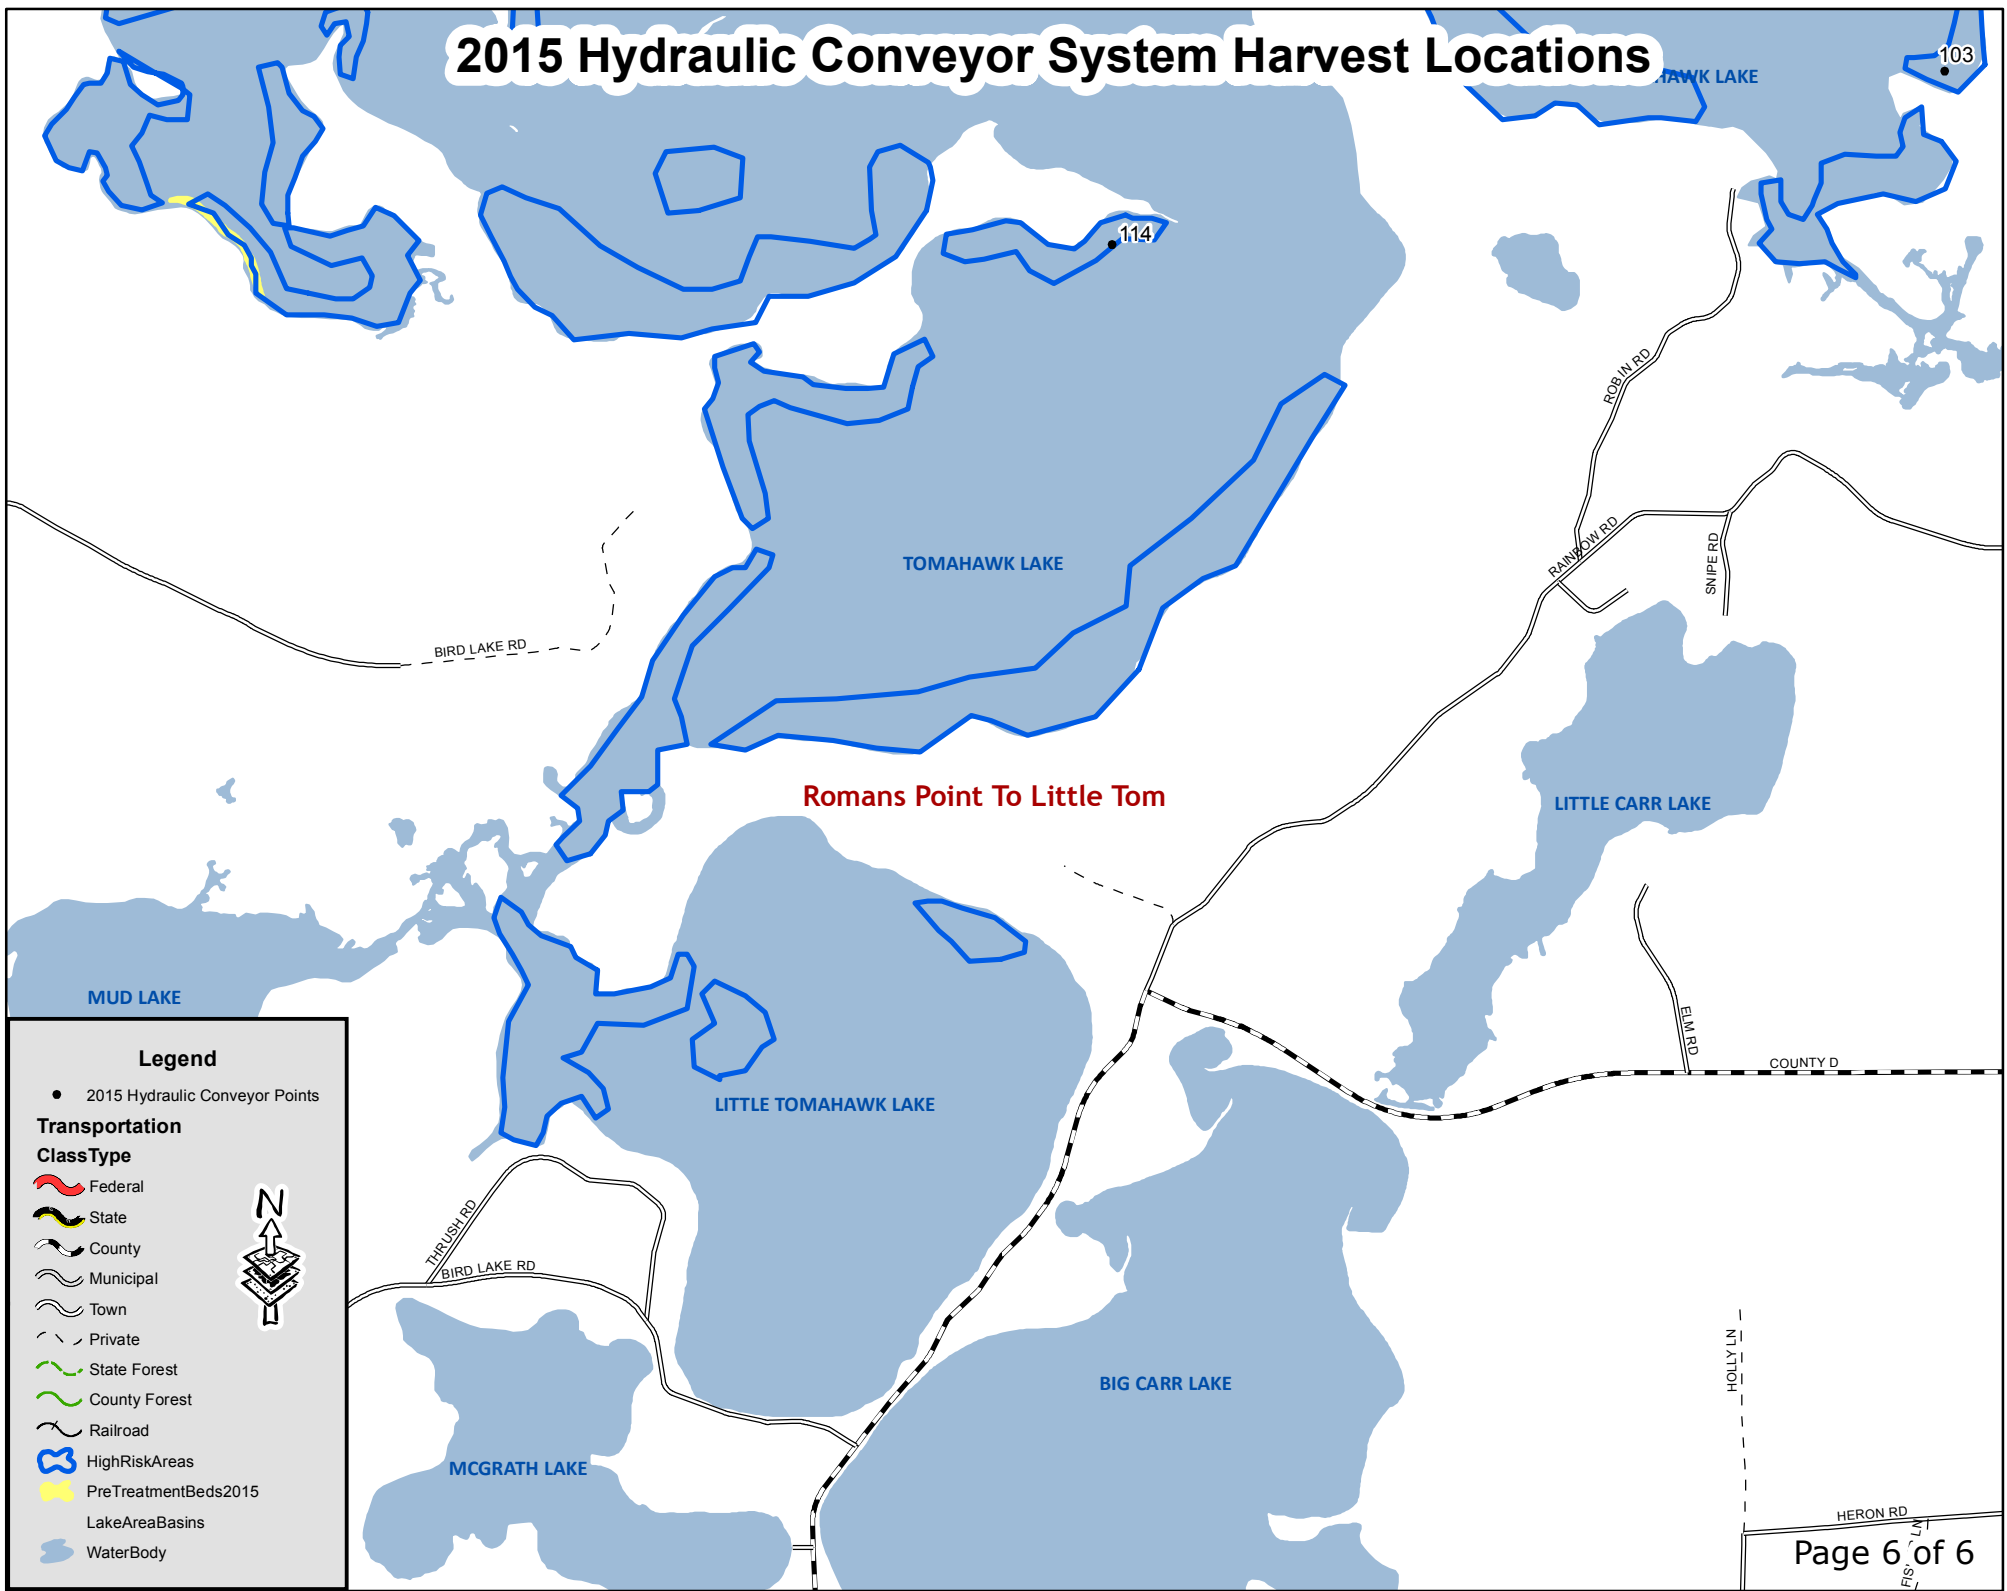 2015 Hydraulic Conveyor System Harvest Locations
HAWK LAKE
103
114
ROBIN RD
TOMAHAWK LAKE
RAINBOW RD
SNIPE RD
BIRD LAKE RD
Romans Point To Little Tom
LITTLE CARR LAKE
MUD LAKE
ELM RD
COUNTY D
LITTLE TOMAHAWK LAKE
THRUSH RD
BIRD LAKE RD
BIG CARR LAKE
HOLLY LN
MCGRATH LAKE
HERON RD
Legend
2015 Hydraulic Conveyor Points
Transportation
ClassType
Federal
State
County
Municipal
Town
Private
State Forest
County Forest
Railroad
HighRiskAreas
PreTreatmentBeds2015
LakeAreaBasins
WaterBody
N
Page 6 of 6